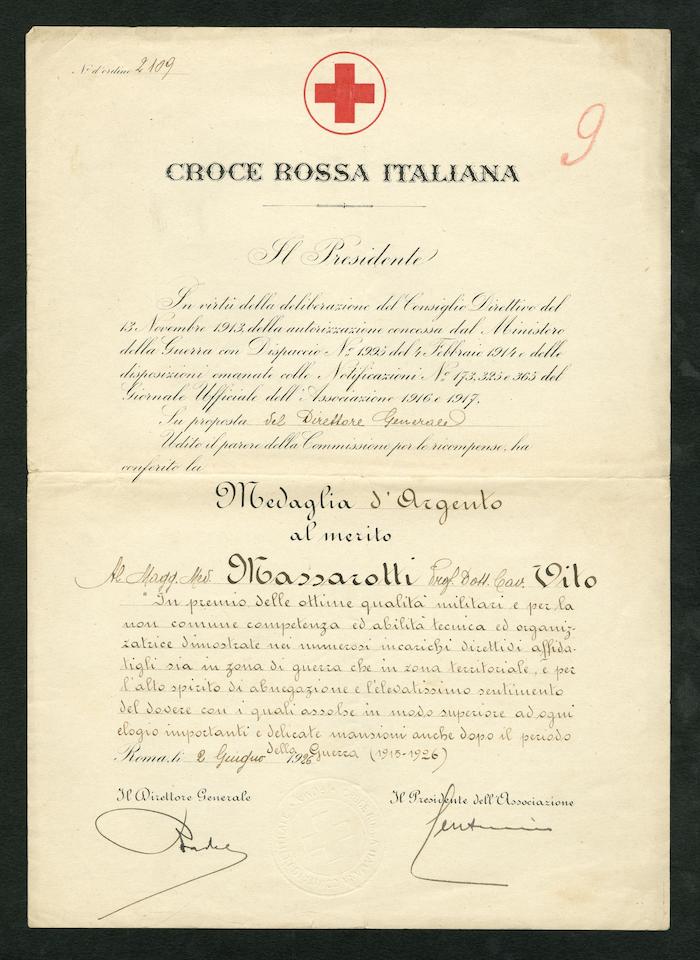 N.° d'ordine 2109
9
CROCE ROSSA ITALIANA
Il Presidente
In virtù della deliberazione del Consiglio Direttivo del
13 Novembre 1913, della autorizzazione concessa dal Ministero
della Guerra con Dispaccio N.° 1995 del 4 Febbraio 1914 e delle
disposizioni emanate colle Notificazioni N.° 173, 325 e 365 del
Giornale Ufficiale dell'Associazione 1916 e 1917.
Su proposta del Direttore Generale
Udito il parere della Commissione per le ricompense, ha
conferito la
Medaglia d'Argento
al merito
Al Magg. Med. Massarotti Prof. Dott. Cav. Vito
"In premio delle ottime qualità militari e per la
non comune competenza ed abilità tecnica ed organiz-
zatrice dimostrate nei numerosi incarichi direttivi affida-
tigli sia in zona di guerra che in zona territoriale, e per
l'alto spirito di abnegazione e l'elevatissimo sentimento
del dovere con i quali assolse in modo superiore ad ogni
elogio importanti e delicate mansioni anche dopo il periodo
della Guerra (1915-1926)
Roma, lì 2 Giugno 1926
Il Direttore Generale
Il Presidente dell'Associazione